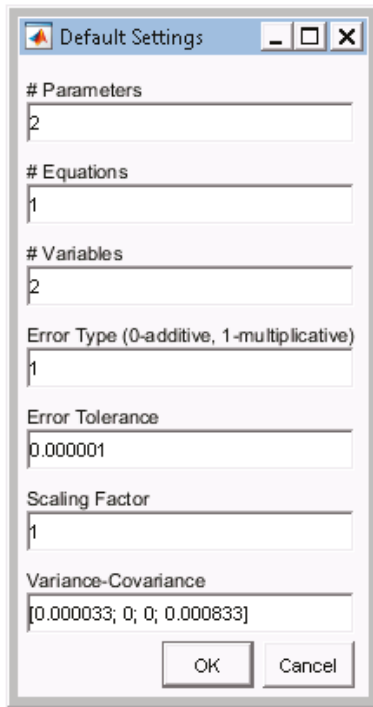 Default Settings
# Parameters
2
# Equations
1
# Variables
2
Error Type (0-additive, 1-multiplicative)
1
Error Tolerance
0.000001
Scaling Factor
1
Variance-Covariance
[0.000033; 0; 0; 0.000833]
OK Cancel